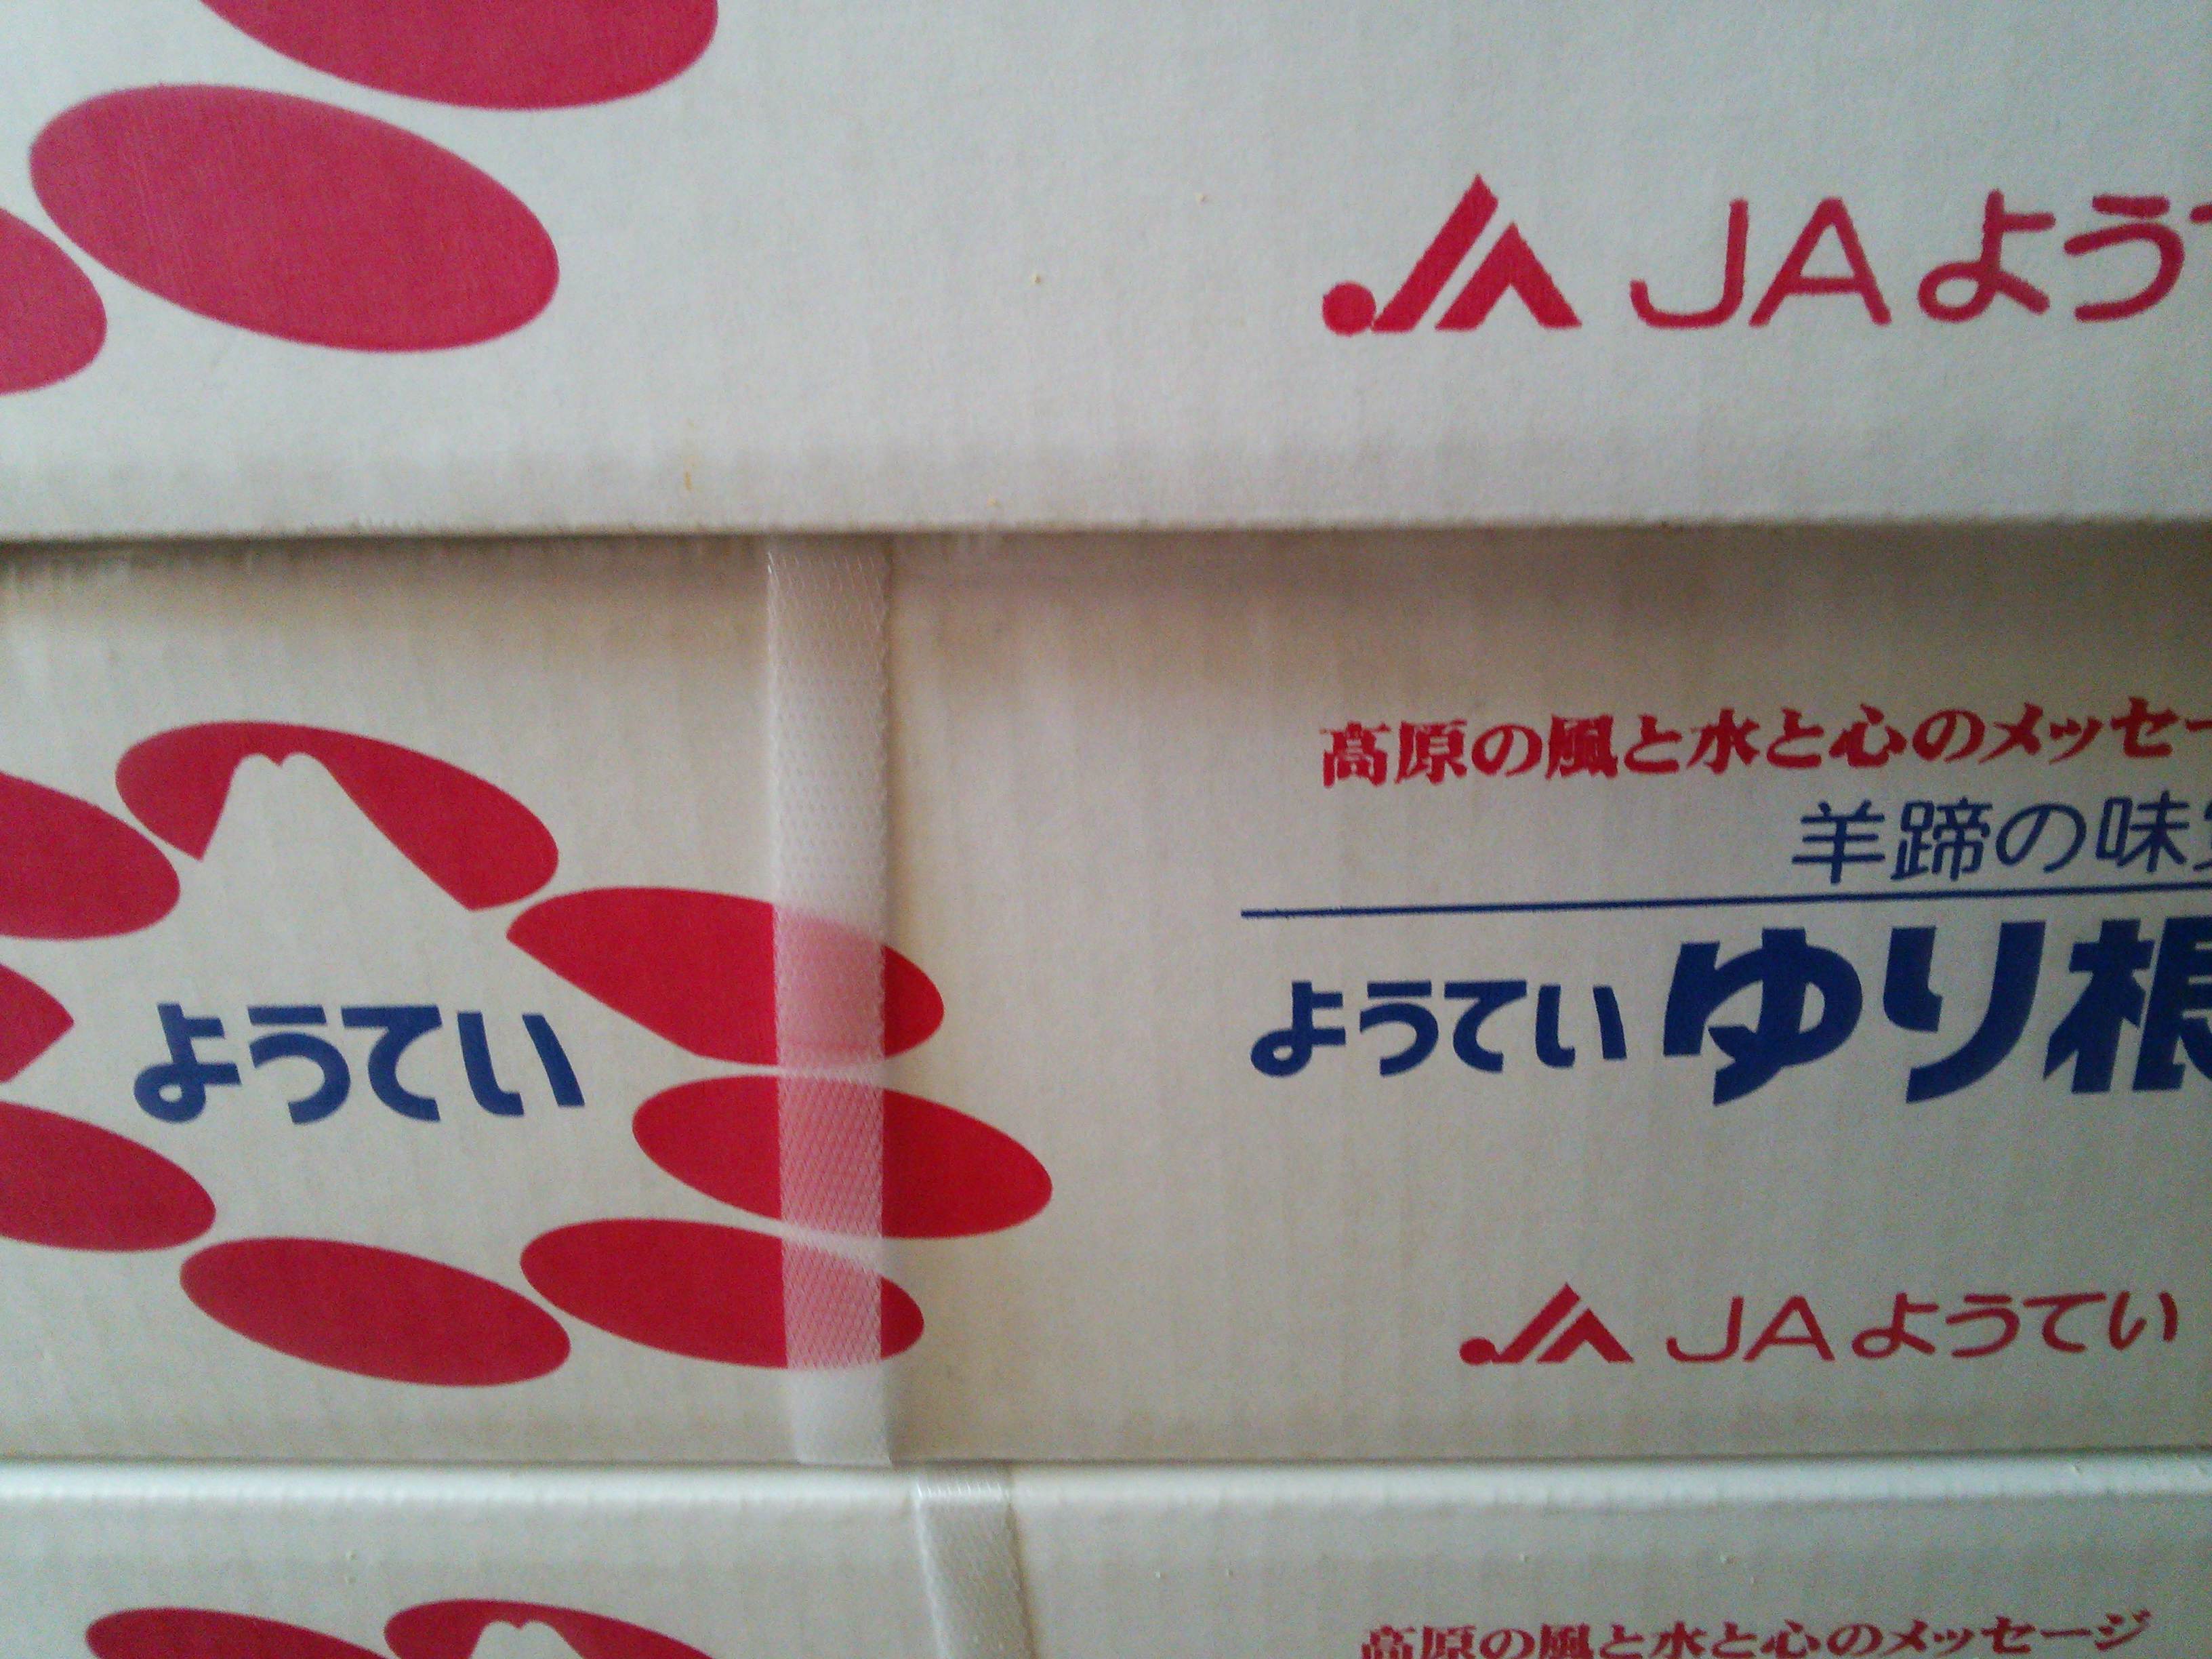 JAよう
高原の風と水と心のメッセー
羊蹄の味
ようてい ゆり根
ようてい
JAようてい
高原の風と水と心のメッセージ